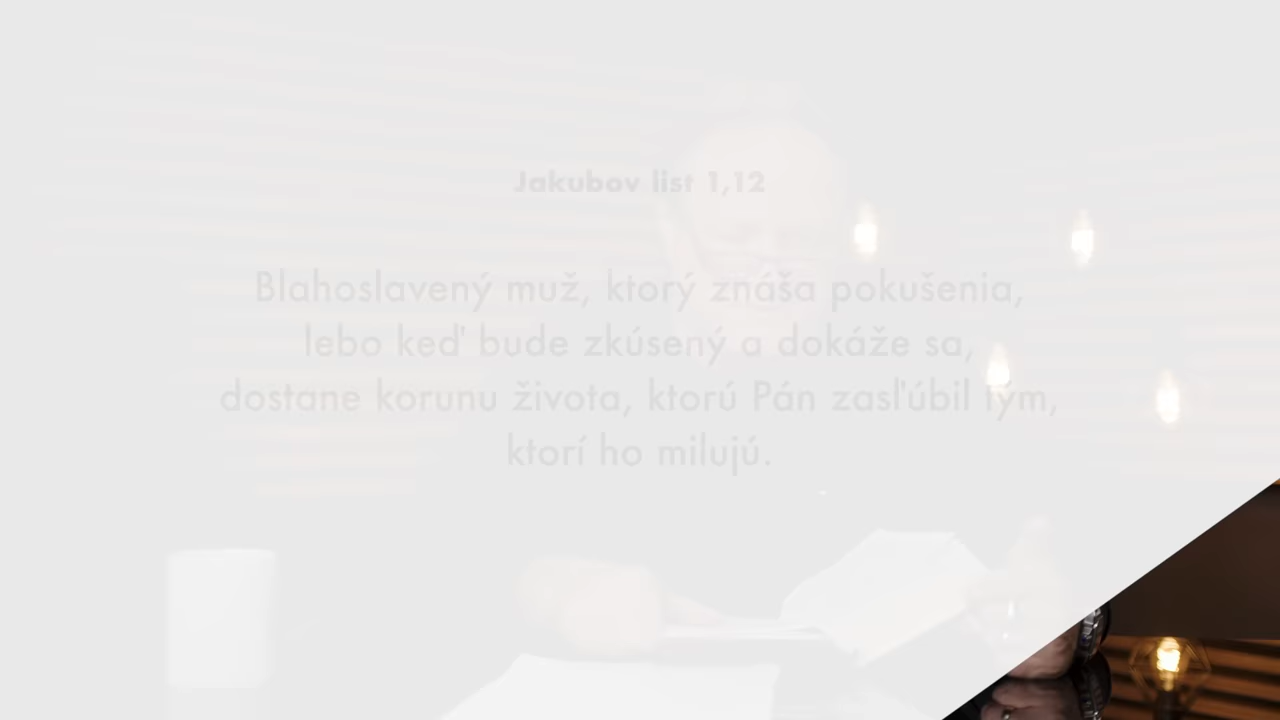 Jakubov list 1,12
Blahoslavený muž, ktorý znáša pokušenia,
lebo keď bude zkúsený a dokáže sa,
dostane korunu života, ktorú Pán zasľúbil tým,
ktorí ho milujú.